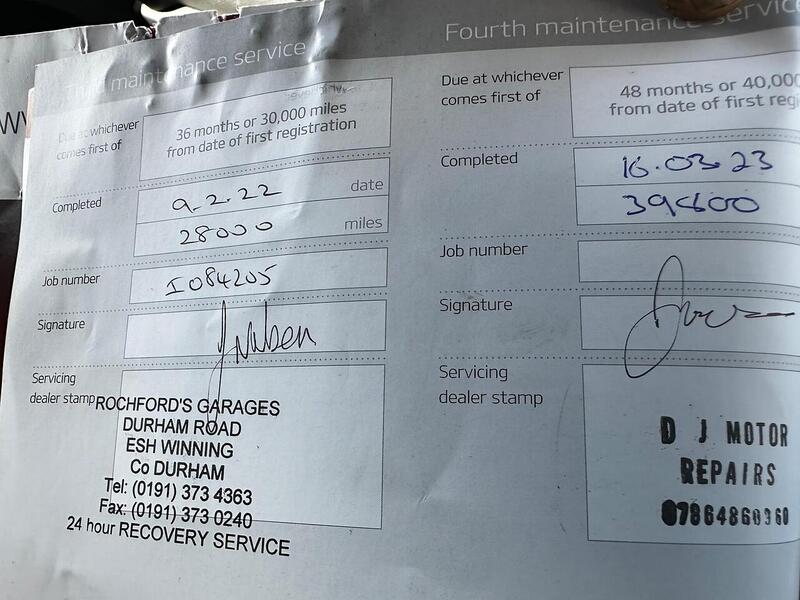 Third maintenance service
Due at whichever
comes first of
36 months or 30,000 miles
from date of first registration
Completed
9.2.22 date
28000 miles
Job number
I084205
Signature
Servicing
dealer stamp
ROCHFORD'S GARAGES
DURHAM ROAD
ESH WINNING
Co DURHAM
Tel: (0191) 373 4363
Fax: (0191) 373 0240
24 hour RECOVERY SERVICE
Fourth maintenance service
Due at whichever
comes first of
48 months or 40,000
from date of first regi
Completed
16.03.23
Job number
Signature
Servicing
dealer stamp
D J MOTOR
REPAIRS
07864860360